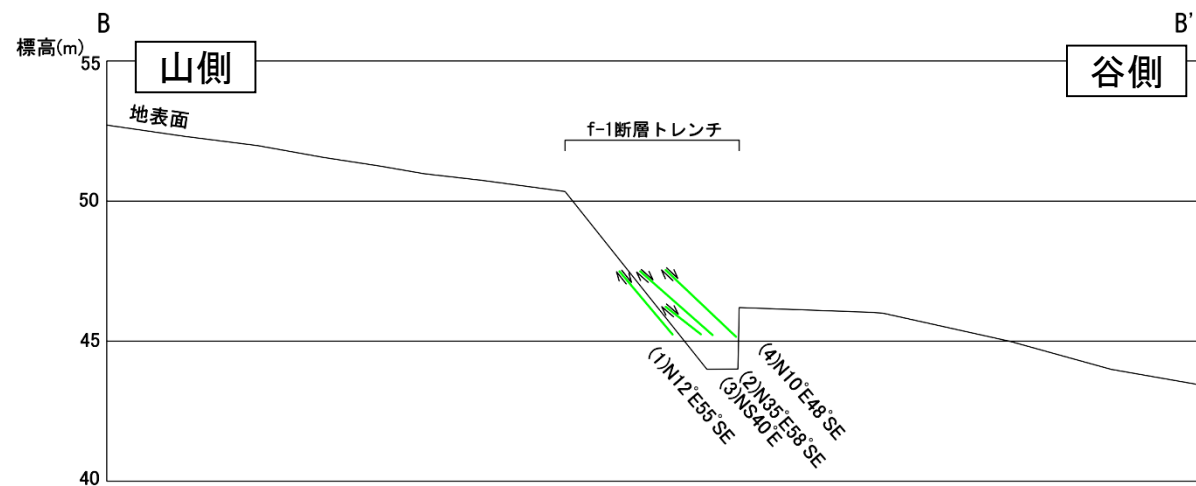 B
B'
標高(m)
55
山側
谷側
地表面
f-1断層トレンチ
50
45
(1)N12°E55°SE
(3)NS40°E
(2)N35°E58°SE
(4)N10°E48°SE
40